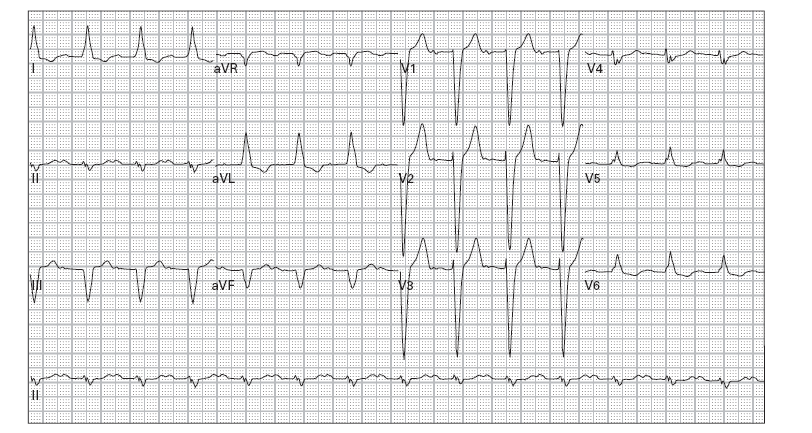 I aVR V1 V4
II aVL V2 V5
III aVF V3 V6
II